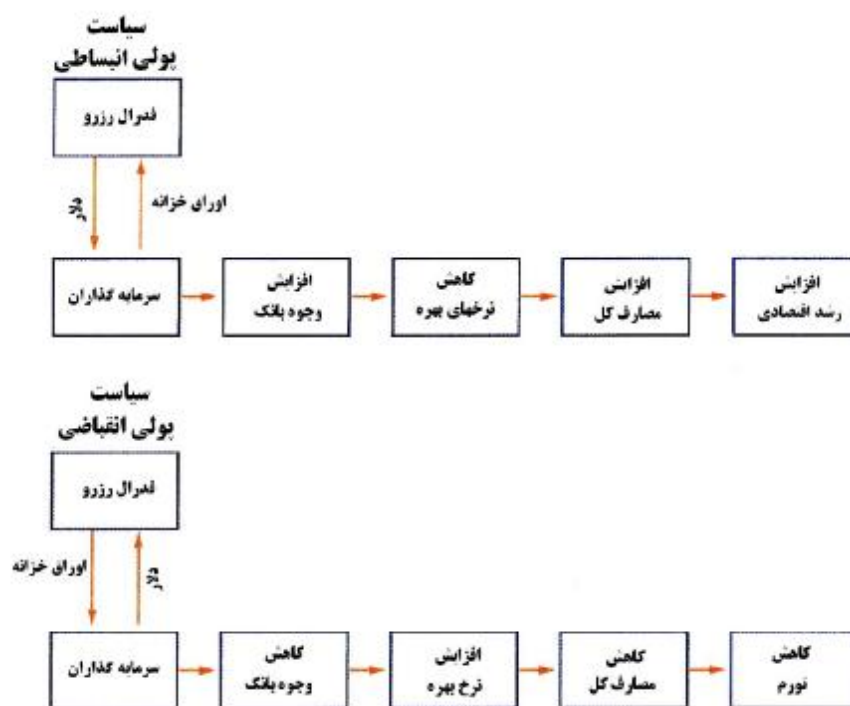 سیاست
پولی انبساطی
فدرال رزرو
دلار
اورای خزانه
سرمایه گذاران
افزایش
وجوه بانک
کاهش
نرخهای بهره
افزایش
مصارف کل
افزایش
رشد اقتصادی
سیاست
پولی انقباضی
فدرال رزرو
اوراق خزانه
دلار
سرمایه گذاران
کاهش
وجوه بانک
افزایش
نرخ بهره
کاهش
مصارف کل
کاهش
تورم